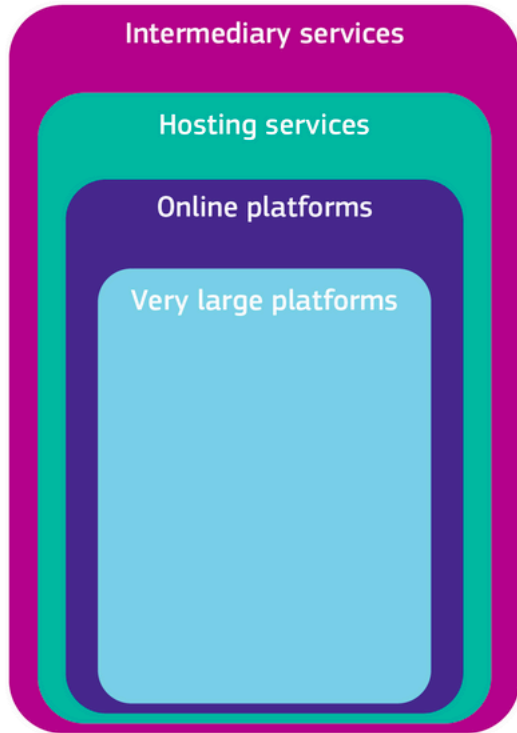 Intermediary services
Hosting services
Online platforms
Very large platforms